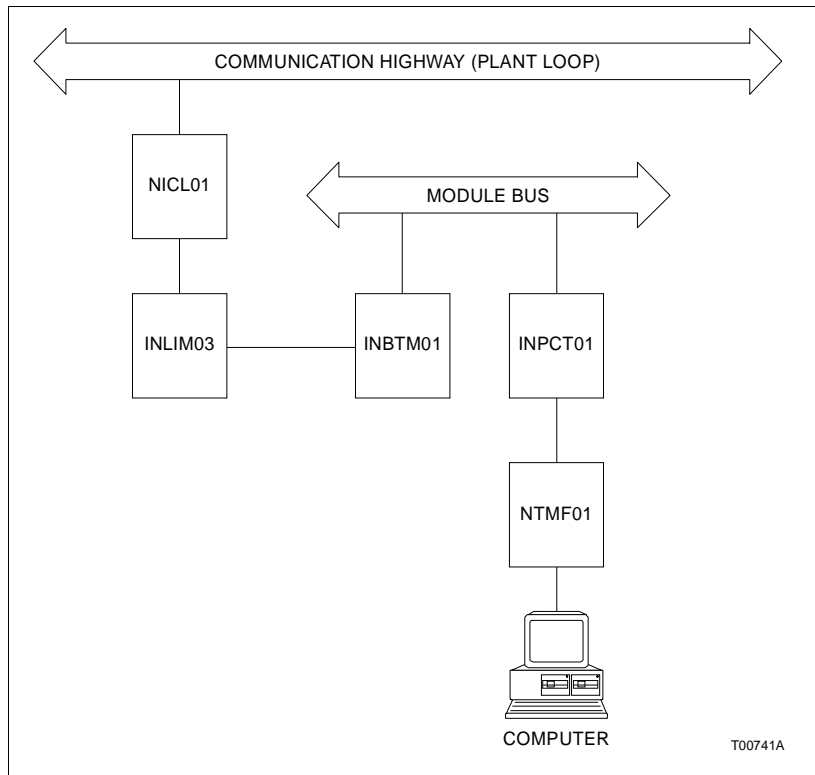 COMMUNICATION HIGHWAY (PLANT LOOP)
NICL01
MODULE BUS
INLIM03
INBTM01
INPCT01
NTMF01
COMPUTER
T00741A